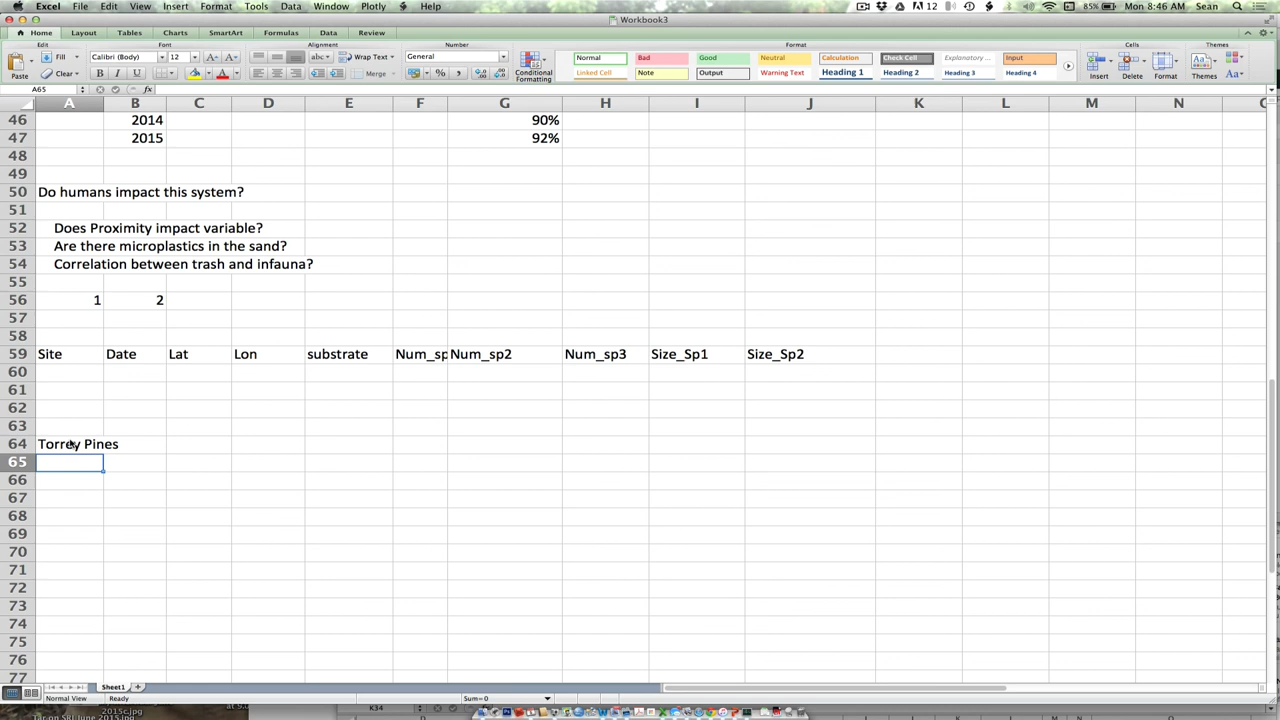 Excel File Edit View Insert Format Tools Data Window Plotly Help 12 85% Mon 8:46 AM Sean
Workbook3
Home Layout Tables Charts SmartArt Formulas Data Review
Edit Font Alignment Number Format Cells Themes
Calibri (Body) 12 abc Wrap Text General Normal Bad Good Neutral Calculation Check Cell Explanatory ... Input
Paste Clear B I U A Merge % Conditional Formatting Linked Cell Note Output Warning Text Heading 1 Heading 2 Heading 3 Heading 4 Insert Delete Format Themes Aa
A65 fx
A B C D E F G H I J K L M N
46 2014 90%
47 2015 92%
48
49
50 Do humans impact this system?
51
52 Does Proximity impact variable?
53 Are there microplastics in the sand?
54 Correlation between trash and infauna?
55
56 1 2
57
58
59 Site Date Lat Lon substrate Num_sp Num_sp2 Num_sp3 Size_Sp1 Size_Sp2
60
61
62
63
64 Torrey Pines
65
66
67
68
69
70
71
72
73
74
75
76
77
Sheet1
Normal View Ready Sum=0
2015c.jpg K34